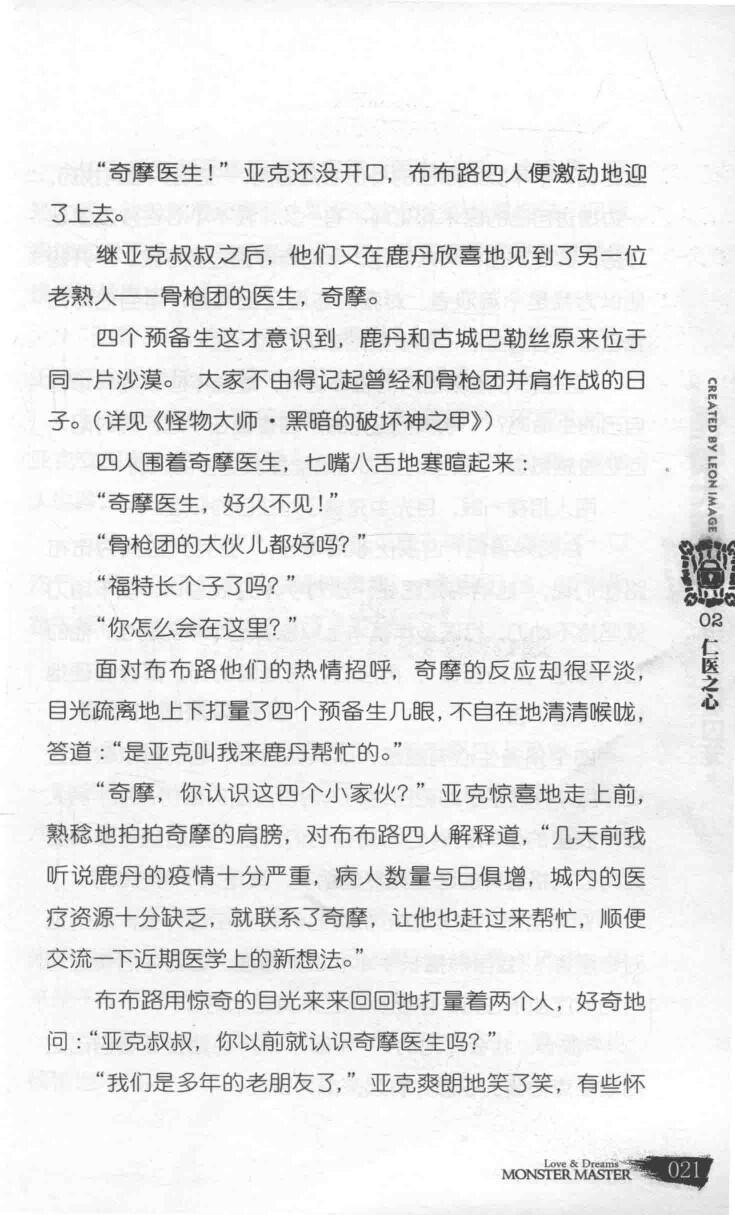 “奇摩医生！”亚克还没开口，布布路四人便激动地迎
了上去。
继亚克叔叔之后，他们又在鹿丹欣喜地见到了另一位
老熟人——骨枪团的医生，奇摩。
四个预备生这才意识到，鹿丹和古城巴勒丝原来位于
同一片沙漠。大家不由得记起曾经和骨枪团并肩作战的日
子。（详见《怪物大师·黑暗的破坏神之甲》）
四人围着奇摩医生，七嘴八舌地寒暄起来：
“奇摩医生，好久不见！”
“骨枪团的大伙儿都好吗？”
“福特长个子了吗？”
“你怎么会在这里？”
面对布布路他们的热情招呼，奇摩的反应却很平淡，
目光疏离地上下打量了四个预备生几眼，不自在地清清喉咙，
答道：“是亚克叫我来鹿丹帮忙的。”
“奇摩，你认识这四个小家伙？”亚克惊喜地走上前，
熟稔地拍拍奇摩的肩膀，对布布路四人解释道，“几天前我
听说鹿丹的疫情十分严重，病人数量与日俱增，城内的医
疗资源十分缺乏，就联系了奇摩，让他也赶过来帮忙，顺便
交流一下近期医学上的新想法。”
布布路用惊奇的目光来来回回地打量着两个人，好奇地
问：“亚克叔叔，你以前就认识奇摩医生吗？”
“我们是多年的老朋友了，”亚克爽朗地笑了笑，有些怀
CREATED BY LEON IMAGE
02
仁医之心
Love & Dreams
MONSTER MASTER
021